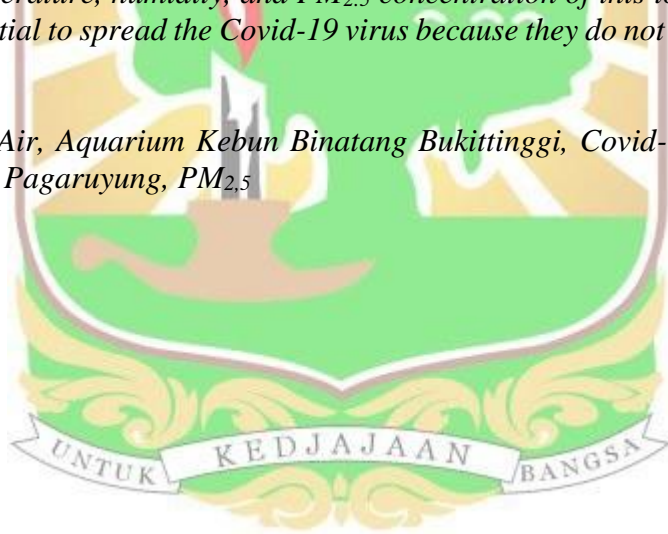 perature, humidity, and PM2.5 concentration of this lo
tial to spread the Covid-19 virus because they do not
Air, Aquarium Kebun Binatang Bukittinggi, Covid-
Pagaruyung, PM2,5
UNTUK KEDJAJAAN BANGSA